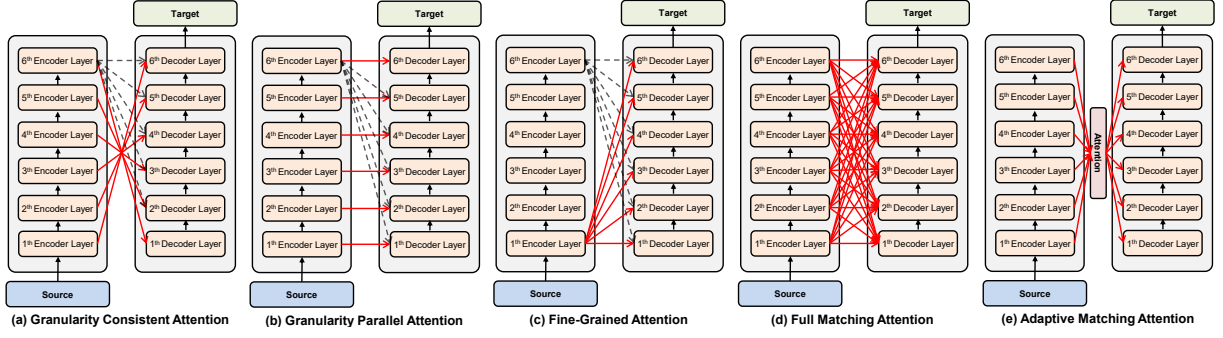 Target
6th Encoder Layer
6th Decoder Layer
5th Encoder Layer
5th Decoder Layer
4th Encoder Layer
4th Decoder Layer
3th Encoder Layer
3th Decoder Layer
2th Encoder Layer
2th Decoder Layer
1th Encoder Layer
1th Decoder Layer
Source
(a) Granularity Consistent Attention
Target
6th Encoder Layer
6th Decoder Layer
5th Encoder Layer
5th Decoder Layer
4th Encoder Layer
4th Decoder Layer
3th Encoder Layer
3th Decoder Layer
2th Encoder Layer
2th Decoder Layer
1th Encoder Layer
1th Decoder Layer
Source
(b) Granularity Parallel Attention
Target
6th Encoder Layer
6th Decoder Layer
5th Encoder Layer
5th Decoder Layer
4th Encoder Layer
4th Decoder Layer
3th Encoder Layer
3th Decoder Layer
2th Encoder Layer
2th Decoder Layer
1th Encoder Layer
1th Decoder Layer
Source
(c) Fine-Grained Attention
Target
6th Encoder Layer
6th Decoder Layer
5th Encoder Layer
5th Decoder Layer
4th Encoder Layer
4th Decoder Layer
3th Encoder Layer
3th Decoder Layer
2th Encoder Layer
2th Decoder Layer
1th Encoder Layer
1th Decoder Layer
Source
(d) Full Matching Attention
Target
6th Encoder Layer
6th Decoder Layer
5th Encoder Layer
5th Decoder Layer
4th Encoder Layer
4th Decoder Layer
Attention
3th Encoder Layer
3th Decoder Layer
2th Encoder Layer
2th Decoder Layer
1th Encoder Layer
1th Decoder Layer
Source
(e) Adaptive Matching Attention